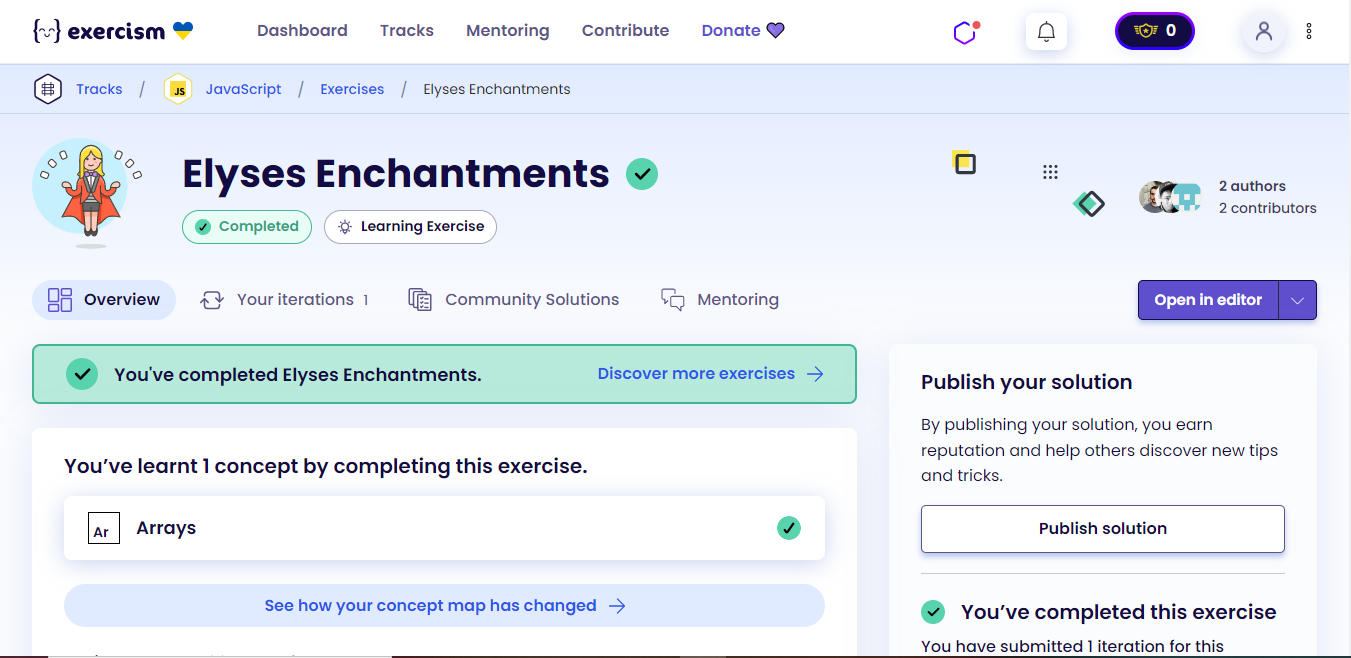 exercism
Dashboard
Tracks
Mentoring
Contribute
Donate
0
Tracks / JS JavaScript / Exercises / Elyses Enchantments
Elyses Enchantments
Completed
Learning Exercise
2 authors
2 contributors
Overview
Your iterations 1
Community Solutions
Mentoring
Open in editor
You've completed Elyses Enchantments.
Discover more exercises
You've learnt 1 concept by completing this exercise.
Ar Arrays
See how your concept map has changed
Publish your solution
By publishing your solution, you earn
reputation and help others discover new tips
and tricks.
Publish solution
You've completed this exercise
You have submitted 1 iteration for this